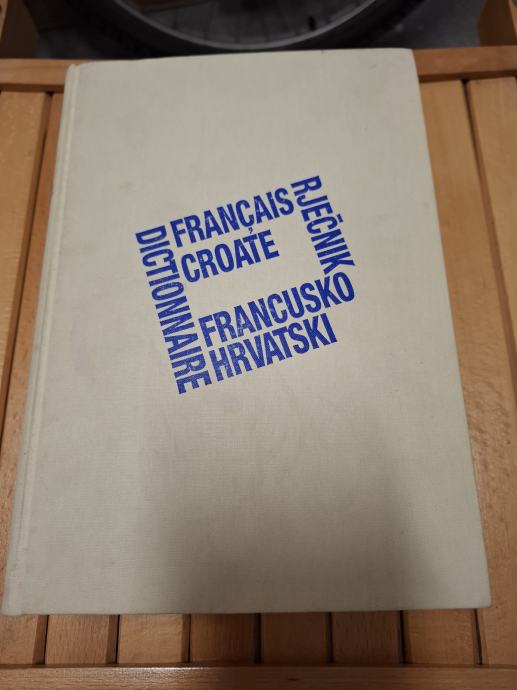 DICTIONNAIRE
FRANÇAIS
CROATE
RJEČNIK
FRANCUSKO
HRVATSKI